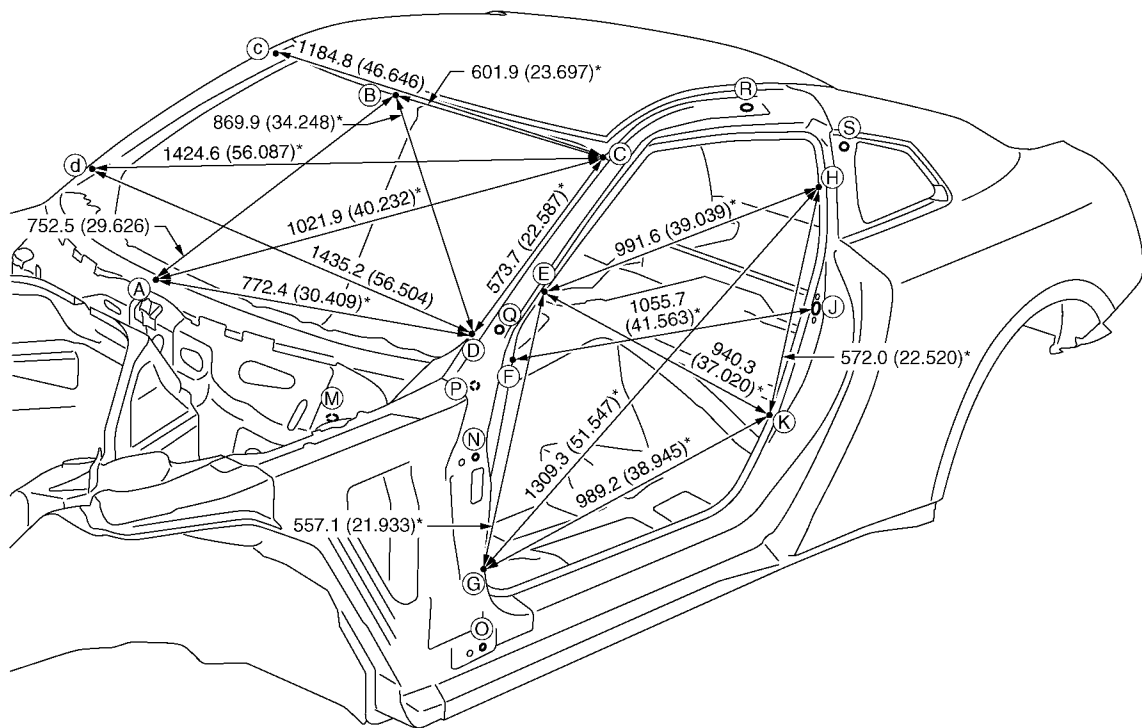 c
1184.8 (46.646)
601.9 (23.697)*
B
R
869.9 (34.248)*
S
d
1424.6 (56.087)*
C
H
1021.9 (40.232)*
573.7 (22.587)*
991.6 (39.039)*
752.5 (29.626)
1435.2 (56.504)
E
A
772.4 (30.409)*
1055.7
(41.563)*
J
Q
D
F
940.3
(37.020)*
572.0 (22.520)*
P
M
K
N
1309.3 (51.547)*
989.2 (38.945)*
557.1 (21.933)*
G
O